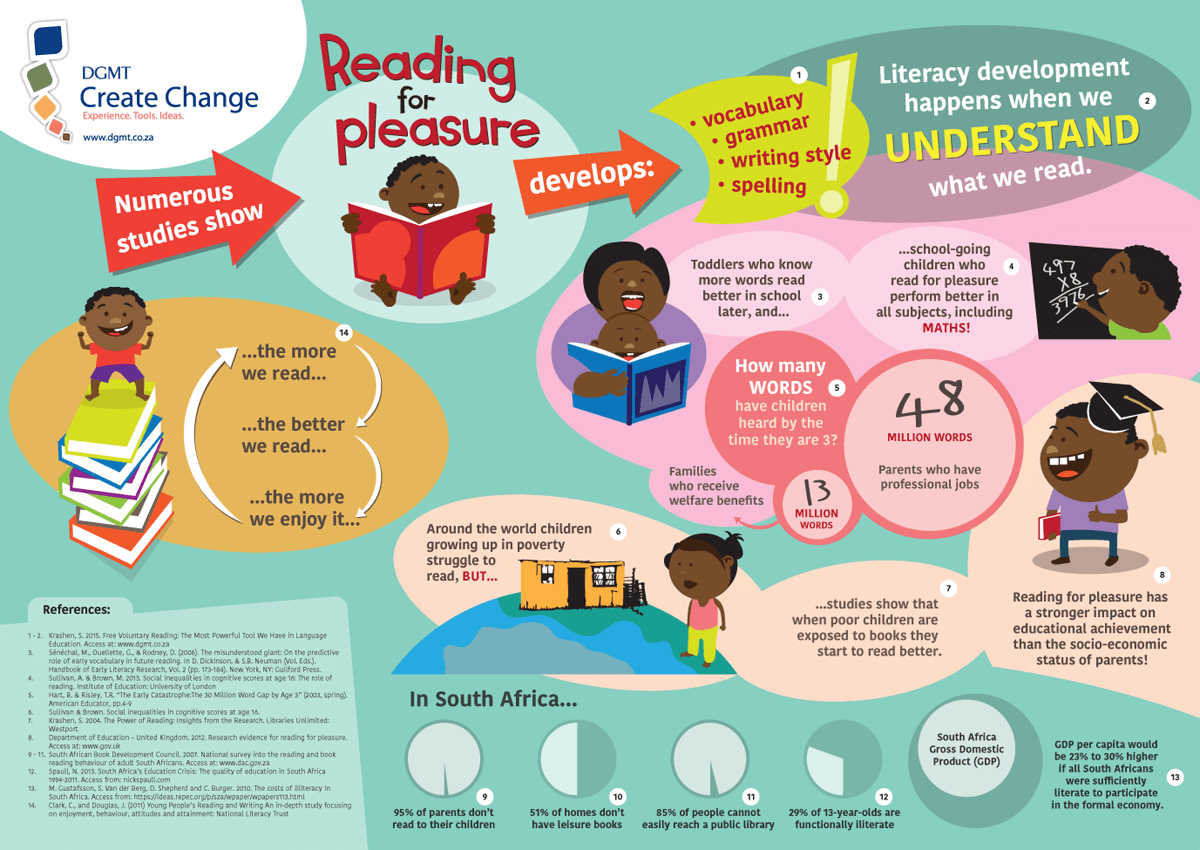 DGMT
Create Change
Experience. Tools. Ideas.
www.dgmt.co.za
Numerous
studies show
Reading
for
pleasure
develops:
1
• vocabulary
• grammar
• writing style
• spelling
!
Literacy development
happens when we
UNDERSTAND
what we read.
2
Toddlers who know
more words read
better in school
later, and...
3
...school-going
children who
read for pleasure
perform better in
all subjects, including
MATHS!
4
497
X8
3976
How many
WORDS
have children
heard by the
time they are 3?
5
48
MILLION WORDS
Parents who have
professional jobs
13
MILLION
WORDS
Families
who receive
welfare benefits
14
...the more
we read...
...the better
we read...
...the more
we enjoy it...
Around the world children
growing up in poverty
struggle to
read, BUT...
6
7
...studies show that
when poor children are
exposed to books they
start to read better.
8
Reading for pleasure has
a stronger impact on
educational achievement
than the socio-economic
status of parents!
References:
1 - 2. Krashen, S. 2015. Free Voluntary Reading: The Most Powerful Tool We Have in Language
Education. Access at: www.dgmt.co.za
3. Sénéchal, M., Ouellette, G., & Rodney, D. (2006). The misunderstood giant: On the predictive
role of early vocabulary in future reading. In D. Dickinson, & S.B. Neuman (Vol. Eds.).
Handbook of Early Literacy Research, Vol. 2 (pp. 173-184). New York, NY: Guilford Press.
4. Sullivan, A. & Brown, M. 2013. Social inequalities in cognitive scores at age 16: The role of
reading. Institute of Education: University of London
5. Hart, B. & Risley, T.R. "The Early Catastrophe:The 30 Million Word Gap by Age 3" (2003, spring).
American Educator, pp.4-9
6. Sullivan & Brown. Social inequalities in cognitive scores at age 16.
7. Krashen, S. 2004. The Power of Reading: Insights from the Research. Libraries Unlimited:
Westport
8. Department of Education – United Kingdom. 2012. Research evidence for reading for pleasure.
Access at: www.gov.uk
9 - 11. South African Book Development Council. 2007. National survey into the reading and book
reading behaviour of adult South Africans. Access at: www.dac.gov.za
12. Spaull, N. 2013. South Africa's Education Crisis: The quality of education in South Africa
1994-2011. Access from: nickspaull.com
13. M. Gustafsson, S. Van der Berg, D. Shepherd and C. Burger. 2010. The costs of illiteracy in
South Africa. Access from: https://ideas.repec.org/p/sza/wpaper/wpapers113.html
14. Clark, C., and Douglas, J. (2011) Young People's Reading and Writing An in-depth study focusing
on enjoyment, behaviour, attitudes and attainment: National Literacy Trust
In South Africa...
9
95% of parents don't
read to their children
10
51% of homes don't
have leisure books
11
85% of people cannot
easily reach a public library
12
29% of 13-year-olds are
functionally iliterate
South Africa
Gross Domestic
Product (GDP)
GDP per capita would
be 23% to 30% higher
if all South Africans
were sufficiently
literate to participate
in the formal economy.
13